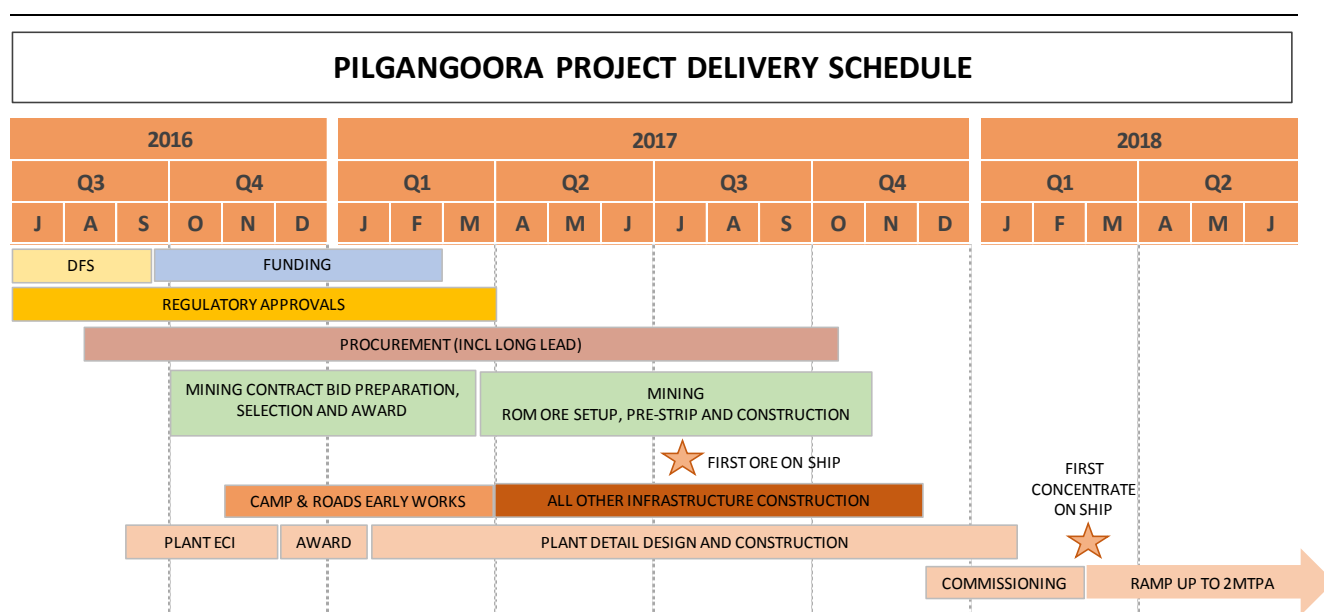 PILGANGOORA PROJECT DELIVERY SCHEDULE
2016 2017 2018
Q3 Q4 Q1 Q2 Q3 Q4 Q1 Q2
J A S O N D J F M A M J J A S O N D J F M A M J
DFS FUNDING
REGULATORY APPROVALS
PROCUREMENT (INCL LONG LEAD)
MINING CONTRACT BID PREPARATION,
SELECTION AND AWARD
MINING
ROM ORE SETUP, PRE-STRIP AND CONSTRUCTION
FIRST ORE ON SHIP
FIRST
CONCENTRATE
ON SHIP
CAMP & ROADS EARLY WORKS ALL OTHER INFRASTRUCTURE CONSTRUCTION
PLANT ECI AWARD PLANT DETAIL DESIGN AND CONSTRUCTION
COMMISSIONING RAMP UP TO 2MTPA